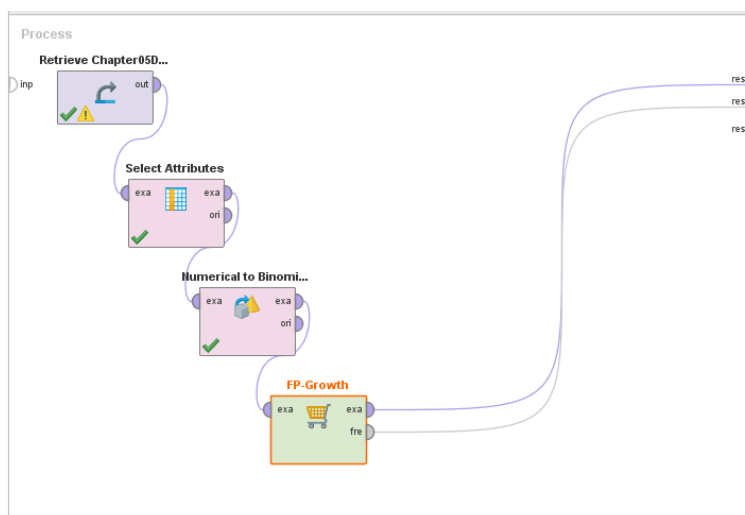 Process
Retrieve Chapter05D...
inp
out
res
res
res
Select Attributes
exa
exa
ori
Numerical to Binomi...
exa
exa
ori
FP-Growth
exa
exa
fre